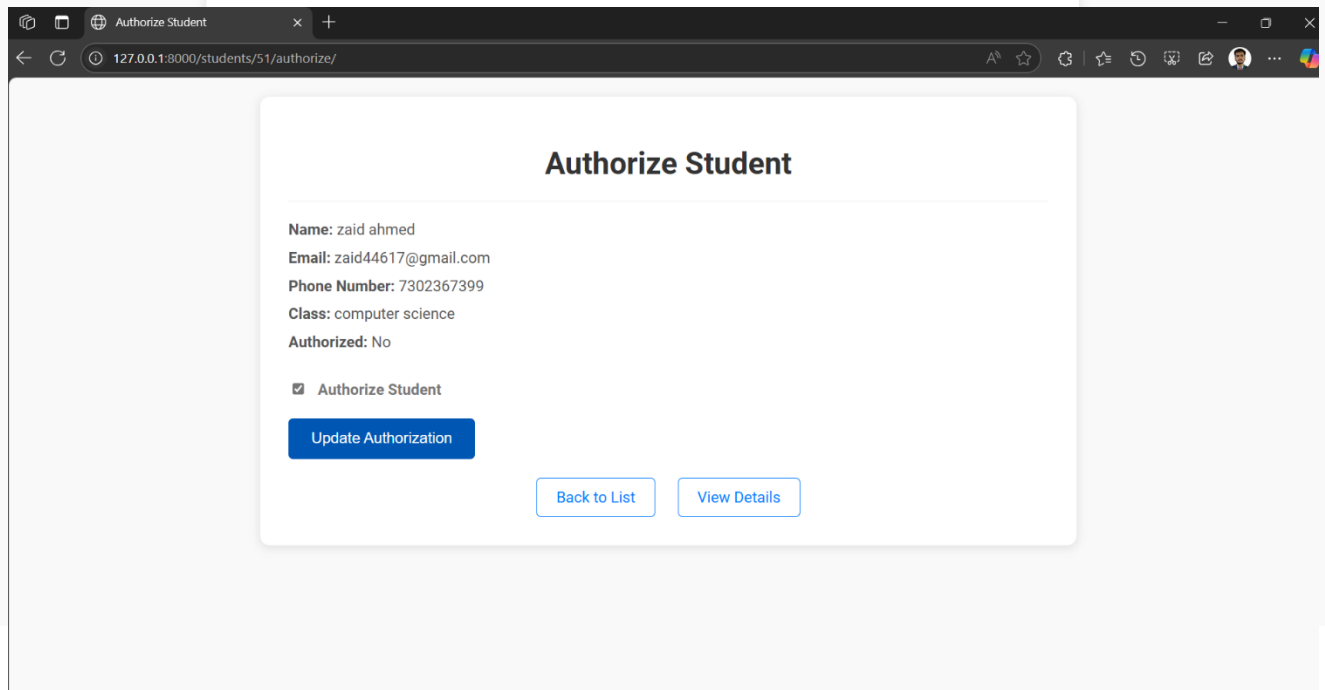 Authorize Student
127.0.0.1:8000/students/51/authorize/
Authorize Student
Name: zaid ahmed
Email: zaid44617@gmail.com
Phone Number: 7302367399
Class: computer science
Authorized: No
Authorize Student
Update Authorization
Back to List View Details